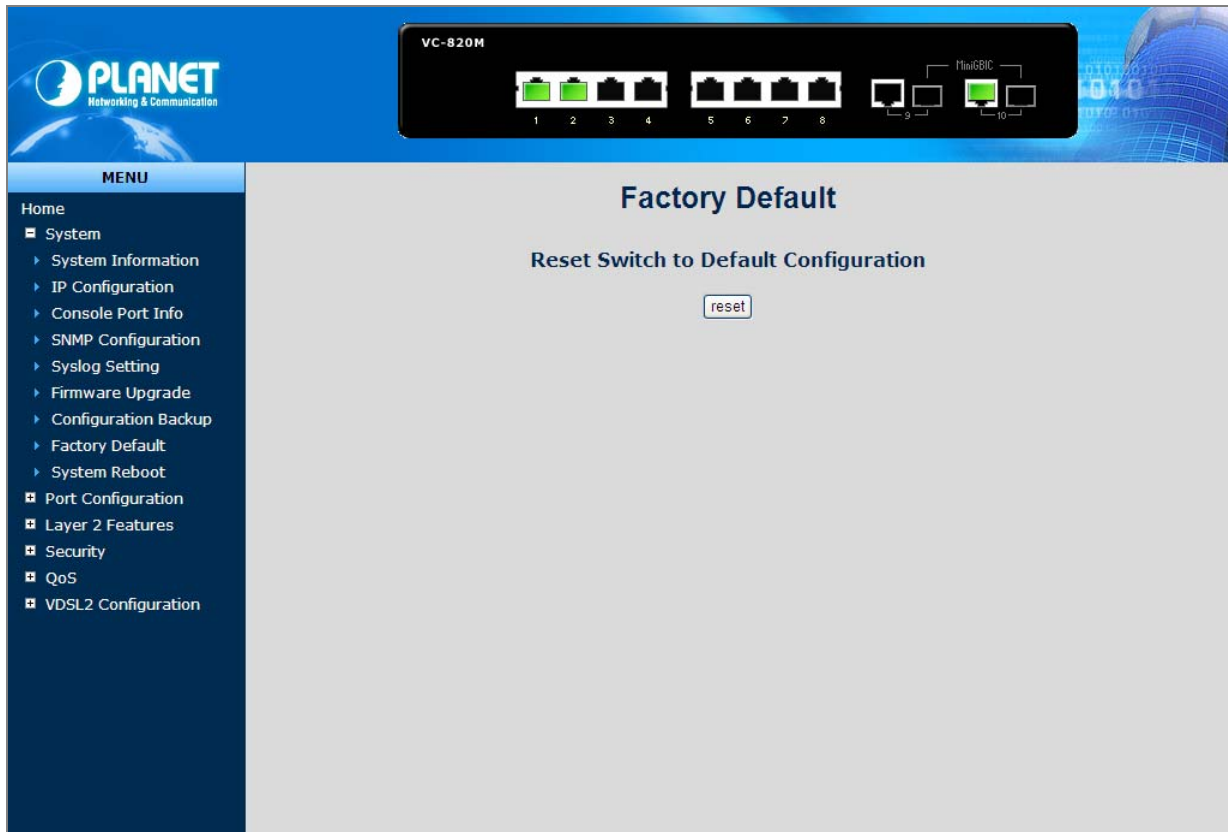 PLANET
Networking & Communication
VC-820M
MiniGBIC
1 2 3 4 5 6 7 8 9 10
MENU
Home
System
System Information
IP Configuration
Console Port Info
SNMP Configuration
Syslog Setting
Firmware Upgrade
Configuration Backup
Factory Default
System Reboot
Port Configuration
Layer 2 Features
Security
QoS
VDSL2 Configuration
Factory Default
Reset Switch to Default Configuration
reset